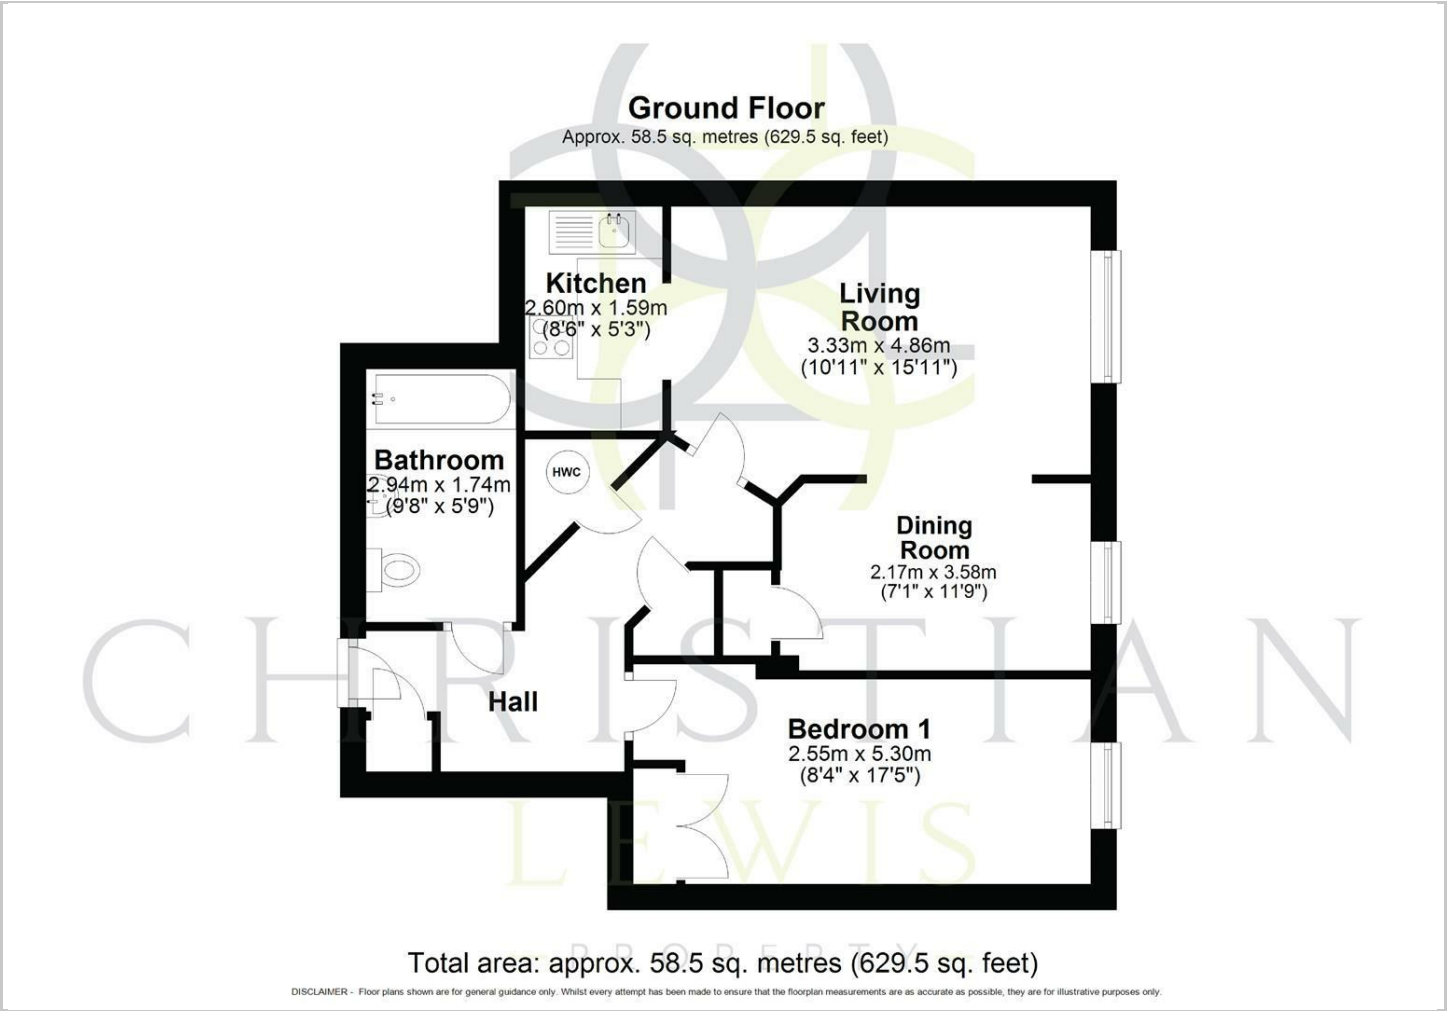 Ground Floor
Approx. 58.5 sq. metres (629.5 sq. feet)
Kitchen
2.60m x 1.59m
(8'6" x 5'3")
Living
Room
3.33m x 4.86m
(10'11" x 15'11")
Bathroom
2.94m x 1.74m
(9'8" x 5'9")
HWC
Dining
Room
2.17m x 3.58m
(7'1" x 11'9")
CHRISTIAN
Hall
Bedroom 1
2.55m x 5.30m
(8'4" x 17'5")
LEWIS
PROPERTY
Total area: approx. 58.5 sq. metres (629.5 sq. feet)
DISCLAIMER - Floor plans shown are for general guidance only. Whilst every attempt has been made to ensure that the floorplan measurements are as accurate as possible, they are for illustrative purposes only.